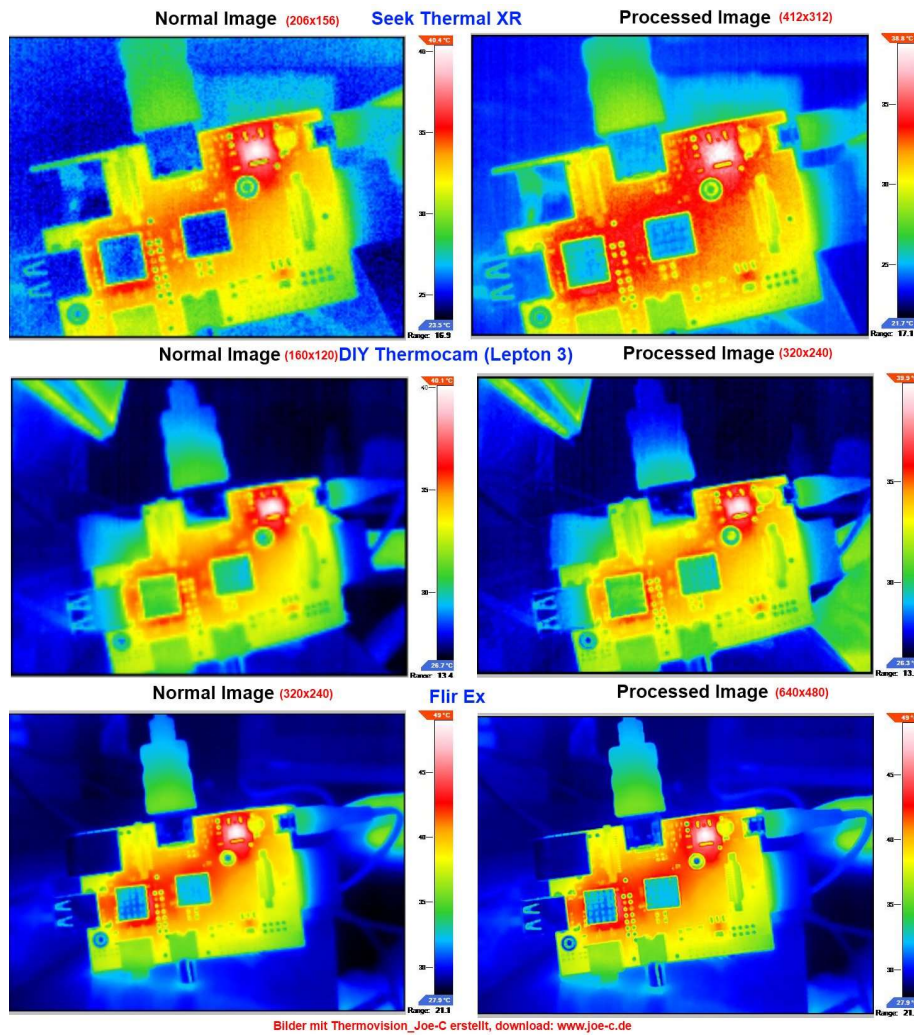 Normal Image (206x156) Seek Thermal XR Processed Image (412x312)
40.4 °C 38.8 °C
40
35 35
30 30
25 25
23.5 °C 21.7 °C
Range: 16.9 Range: 17.1
Normal Image (160x120) DIY Thermocam (Lepton 3) Processed Image (320x240)
40.1 °C 39.9 °C
40
35 35
30 30
26.7 °C 26.3 °C
Range: 13.4 Range: 13.
Normal Image (320x240) Flir Ex Processed Image (640x480)
49 °C 49 °
45 45
40 40
35 35
30 30
27.9 °C 27.9 °
Range: 21.1 Range: 21.
Bilder mit Thermovision_Joe-C erstellt, download: www.joe-c.de